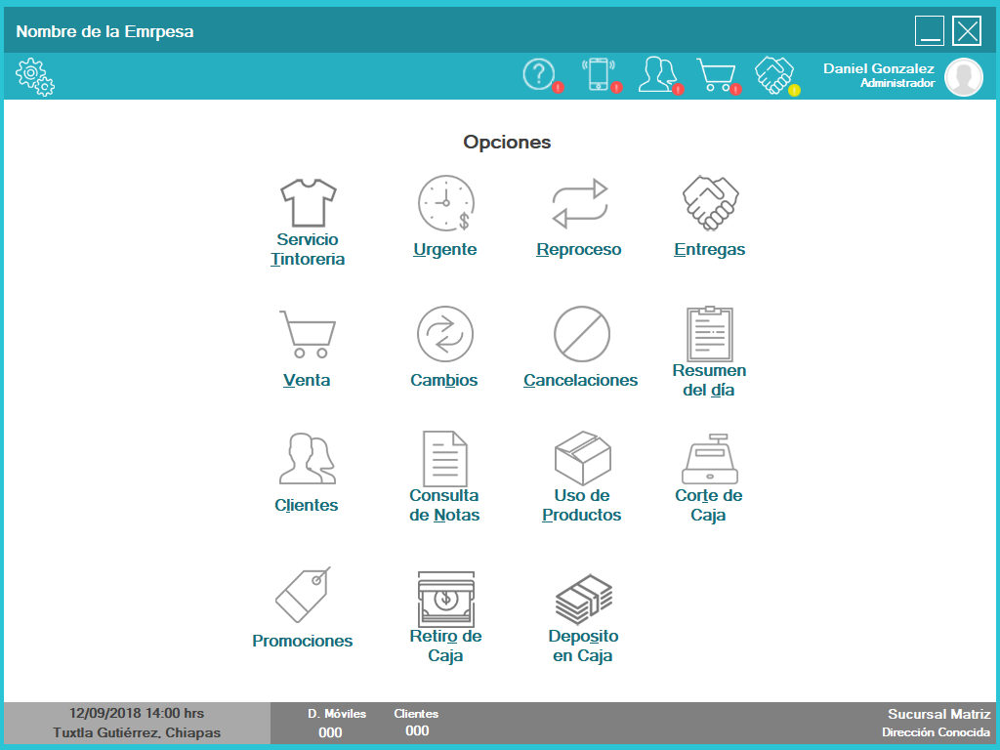 Nombre de la Emrpesa
Daniel Gonzalez
Administrador
Opciones
Servicio
Tintoreria
Urgente
Reproceso
Entregas
Venta
Cambios
Cancelaciones
Resumen
del día
Clientes
Consulta
de Notas
Uso de
Productos
Corte de
Caja
Promociones
Retiro de
Caja
Deposito
en Caja
12/09/2018 14:00 hrs
Tuxtla Gutiérrez, Chiapas
D. Móviles
000
Clientes
000
Sucursal Matriz
Dirección Conocida